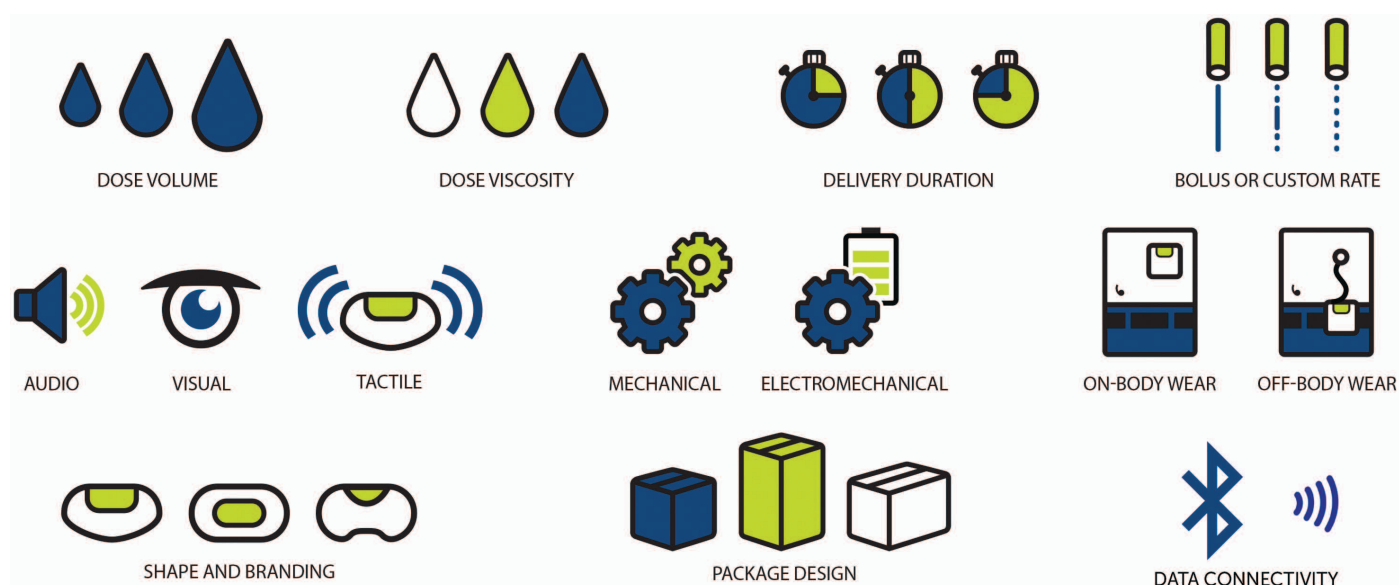 DOSE VOLUME
DOSE VISCOSITY
DELIVERY DURATION
BOLUS OR CUSTOM RATE
AUDIO
VISUAL
TACTILE
MECHANICAL
ELECTROMECHANICAL
ON-BODY WEAR
OFF-BODY WEAR
SHAPE AND BRANDING
PACKAGE DESIGN
DATA CONNECTIVITY